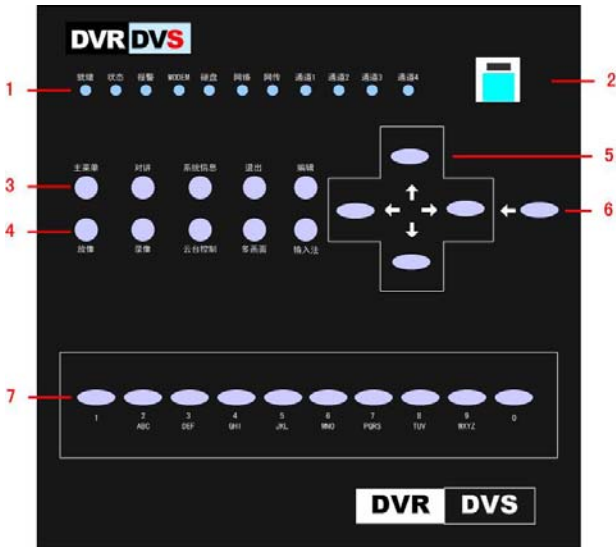 DVR DVS
就绪 状态 报警 MODEM 硬盘 网络 网传 通道1 通道2 通道3 通道4
1
2
5
主菜单 对讲 系统信息 退出 编辑
3
6
4
放像 录像 云台控制 多画面 输入法
7
1 2 3 4 5 6 7 8 9 0
ABC DEF GHI JKL MNO PQRS TUV WXYZ
DVR DVS